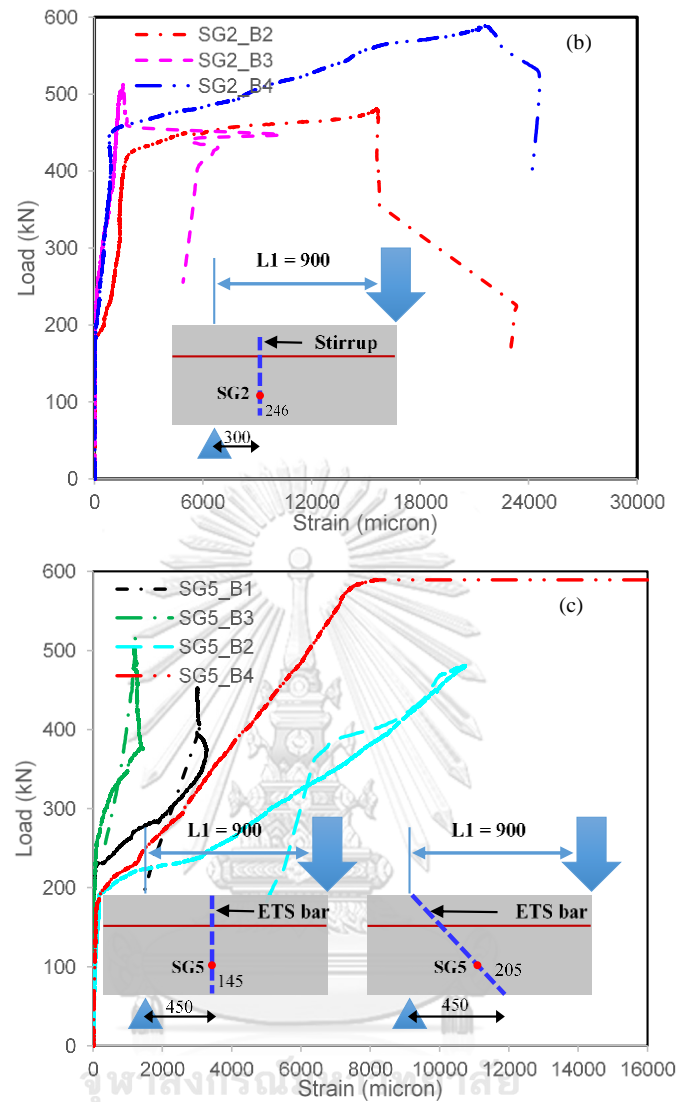 600
500
400
300
200
100
0
Load (kN)
SG2_B2
SG2_B3
SG2_B4
(b)
L1 = 900
Stirrup
SG2
246
300
0 6000 12000 18000 24000 30000
Strain (micron)
600
500
400
300
200
100
0
Load (kN)
SG5_B1
SG5_B3
SG5_B2
SG5_B4
(c)
L1 = 900
L1 = 900
ETS bar
ETS bar
SG5
145
SG5
205
450
450
0 2000 4000 6000 8000 10000 12000 14000 16000
Strain (micron)